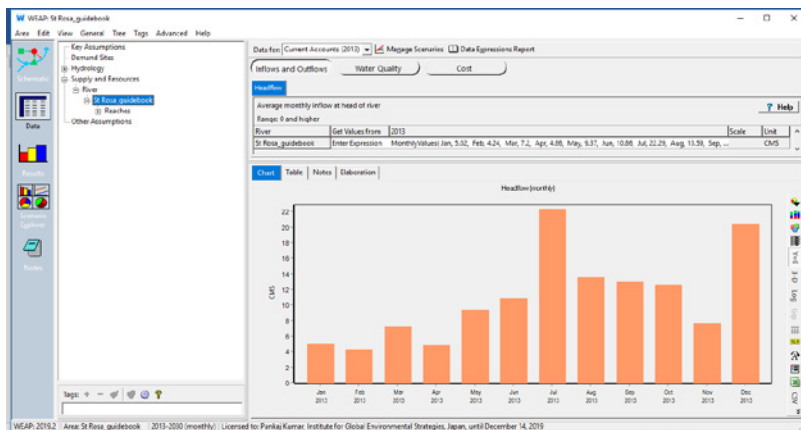 WEAP: St Rosa_guidebook
Area Edit View General Tree Tags Advanced Help
Schematic
Data
Results
Scenario Explorer
Notes
Key Assumptions
Demand Sites
Hydrology
Supply and Resources
River
St Rosa_guidebook
Reaches
Other Assumptions
Tags:
Data for: Current Accounts (2013) Manage Scenarios Data Expressions Report
Inflows and Outflows Water Quality Cost
Headflow
Average monthly inflow at head of river
Range: 0 and higher
? Help
River Get Values from 2013 Scale Unit
St Rosa_guidebook Enter Expression MonthlyValues( Jan, 5.02, Feb, 4.24, Mar, 7.2, Apr, 4.86, May, 9.37, Jun, 10.86, Jul, 22.29, Aug, 13.59, Sep, ... CMS
Chart Table Notes Elaboration
Headflow (monthly)
CMS
22
20
18
16
14
12
10
8
6
4
2
0
Jan 2013
Feb 2013
Mar 2013
Apr 2013
May 2013
Jun 2013
Jul 2013
Aug 2013
Sep 2013
Oct 2013
Nov 2013
Dec 2013
Y=0
3-D
Log
WEAP: 2019.2 Area: St Rosa_guidebook 2013-2030 (monthly) Licensed to: Pankaj Kumar, Institute for Global Environmental Strategies, Japan, until December 14, 2019